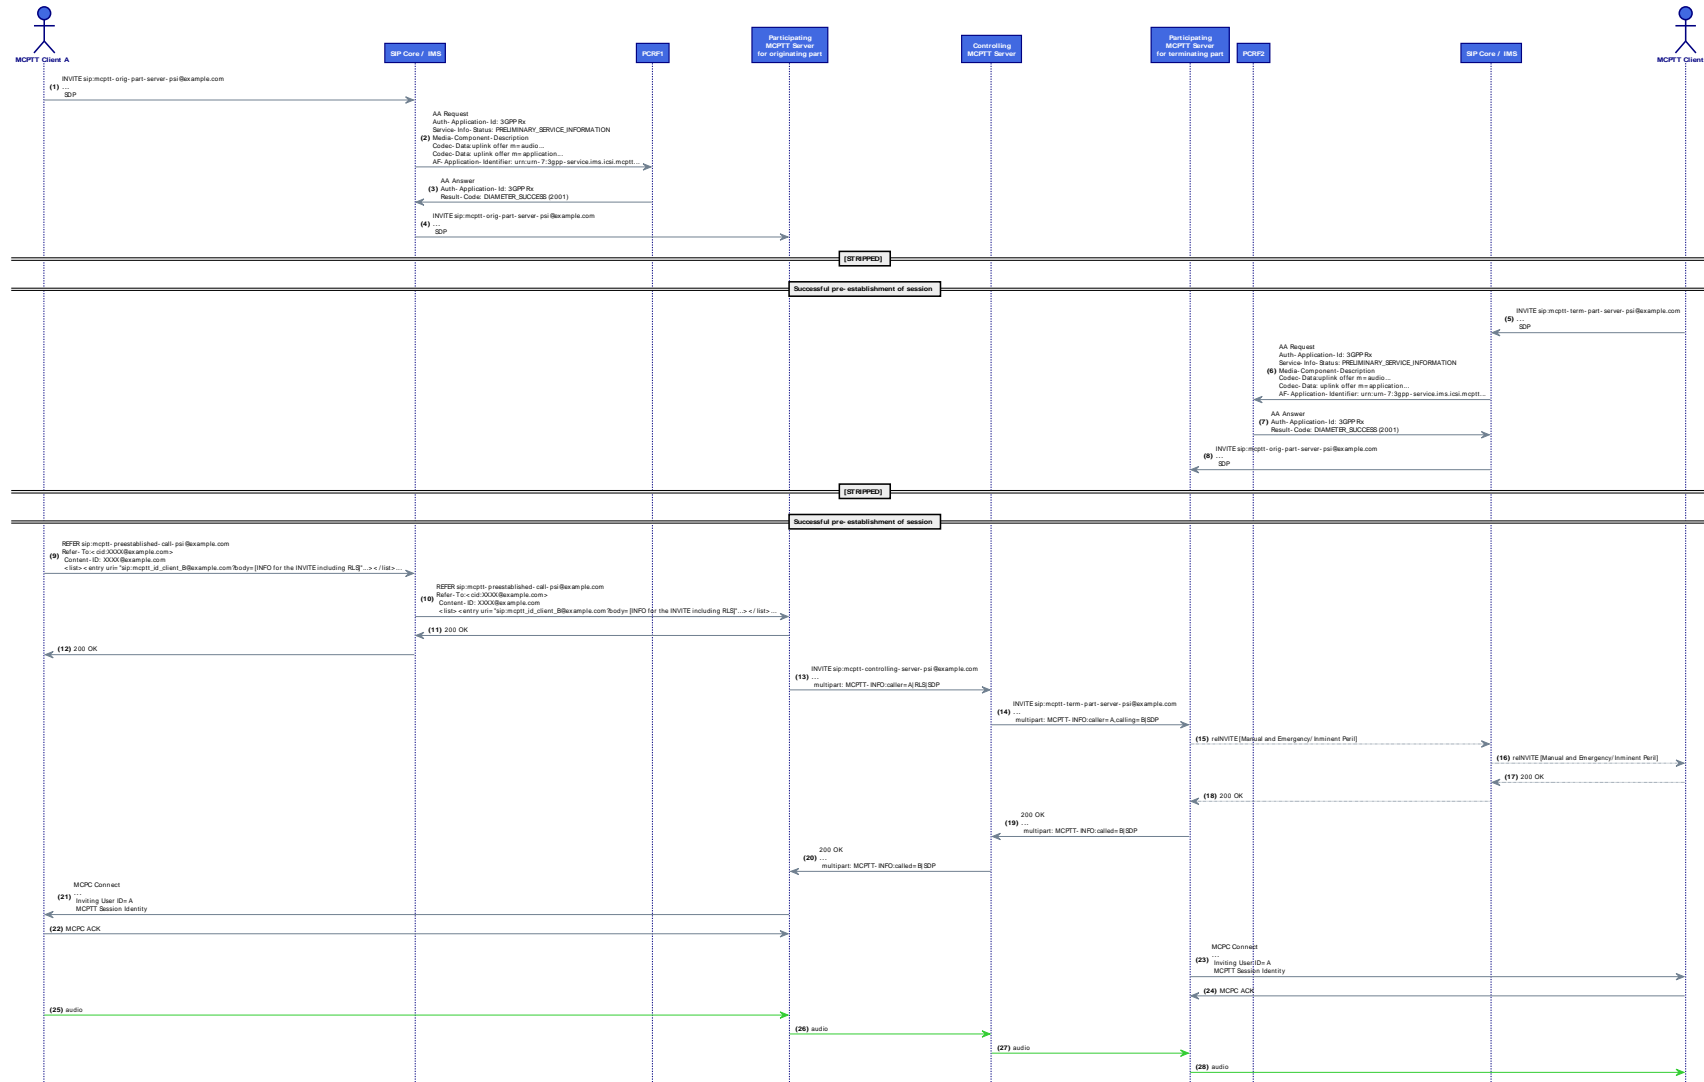 MCPTT Client A
SIP Core / IMS
PCRF1
Participating
MCPTT Server
for originating part
Controlling
MCPTT Server
Participating
MCPTT Server
for terminating part
PCRF2
SIP Core / IMS
MCPTT Client
INVITE sip:mcptt-orig-part-server-psi@example.com
(1) ...
SDP
AA Request
Auth-Application-Id: 3GPP Rx
Service-Info-Status: PRELIMINARY_SERVICE_INFORMATION
(2) Media-Component-Description
Codec-Data:uplink offer m=audio...
Codec-Data: uplink offer m=application...
AF-Application-Identifier: urn:urn-7:3gpp-service.ims.icsi.mcptt...
AA Answer
(3) Auth-Application-Id: 3GPP Rx
Result-Code: DIAMETER_SUCCESS (2001)
INVITE sip:mcptt-orig-part-server-psi@example.com
(4) ...
SDP
[STRIPPED]
Successful pre-establishment of session
INVITE sip:mcptt-term-part-server-psi@example.com
(5) ...
SDP
AA Request
Auth-Application-Id: 3GPP Rx
Service-Info-Status: PRELIMINARY_SERVICE_INFORMATION
(6) Media-Component-Description
Codec-Data:uplink offer m=audio...
Codec-Data: uplink offer m=application...
AF-Application-Identifier: urn:urn-7:3gpp-service.ims.icsi.mcptt...
AA Answer
(7) Auth-Application-Id: 3GPP Rx
Result-Code: DIAMETER_SUCCESS (2001)
INVITE sip:mcptt-orig-part-server-psi@example.com
(8) ...
SDP
[STRIPPED]
Successful pre-establishment of session
REFER sip:mcptt-preestablished-call-psi@example.com
(9) Refer-To:<cid:XXXX@example.com>
Content-ID: XXXX@example.com
<list><entry uri="sip:mcptt_id_client_B@example.com?body=[INFO for the INVITE including RLS]"...></list>...
REFER sip:mcptt-preestablished-call-psi@example.com
Refer-To:<cid:XXXX@example.com>
(10) Content-ID: XXXX@example.com
<list><entry uri="sip:mcptt_id_client_B@example.com?body=[INFO for the INVITE including RLS]"...></list>...
(11) 200 OK
(12) 200 OK
INVITE sip:mcptt-controlling-server-psi@example.com
(13) ...
multipart: MCPTT-INFO:caller=A|RLS|SDP
INVITE sip:mcptt-term-part-server-psi@example.com
(14) ...
multipart: MCPTT-INFO:caller=A,calling=B|SDP
(15) reINVITE [Manual and Emergency/Inminent Peril]
(16) reINVITE [Manual and Emergency/Inminent Peril]
(17) 200 OK
(18) 200 OK
200 OK
(19) ...
multipart: MCPTT-INFO:called=B|SDP
200 OK
(20) ...
multipart: MCPTT-INFO:called=B|SDP
MCPC Connect
(21) ...
Inviting User ID=A
MCPTT Session Identity
(22) MCPC ACK
MCPC Connect
...
(23) Inviting User ID=A
MCPTT Session Identity
(24) MCPC ACK
(25) audio
(26) audio
(27) audio
(28) audio